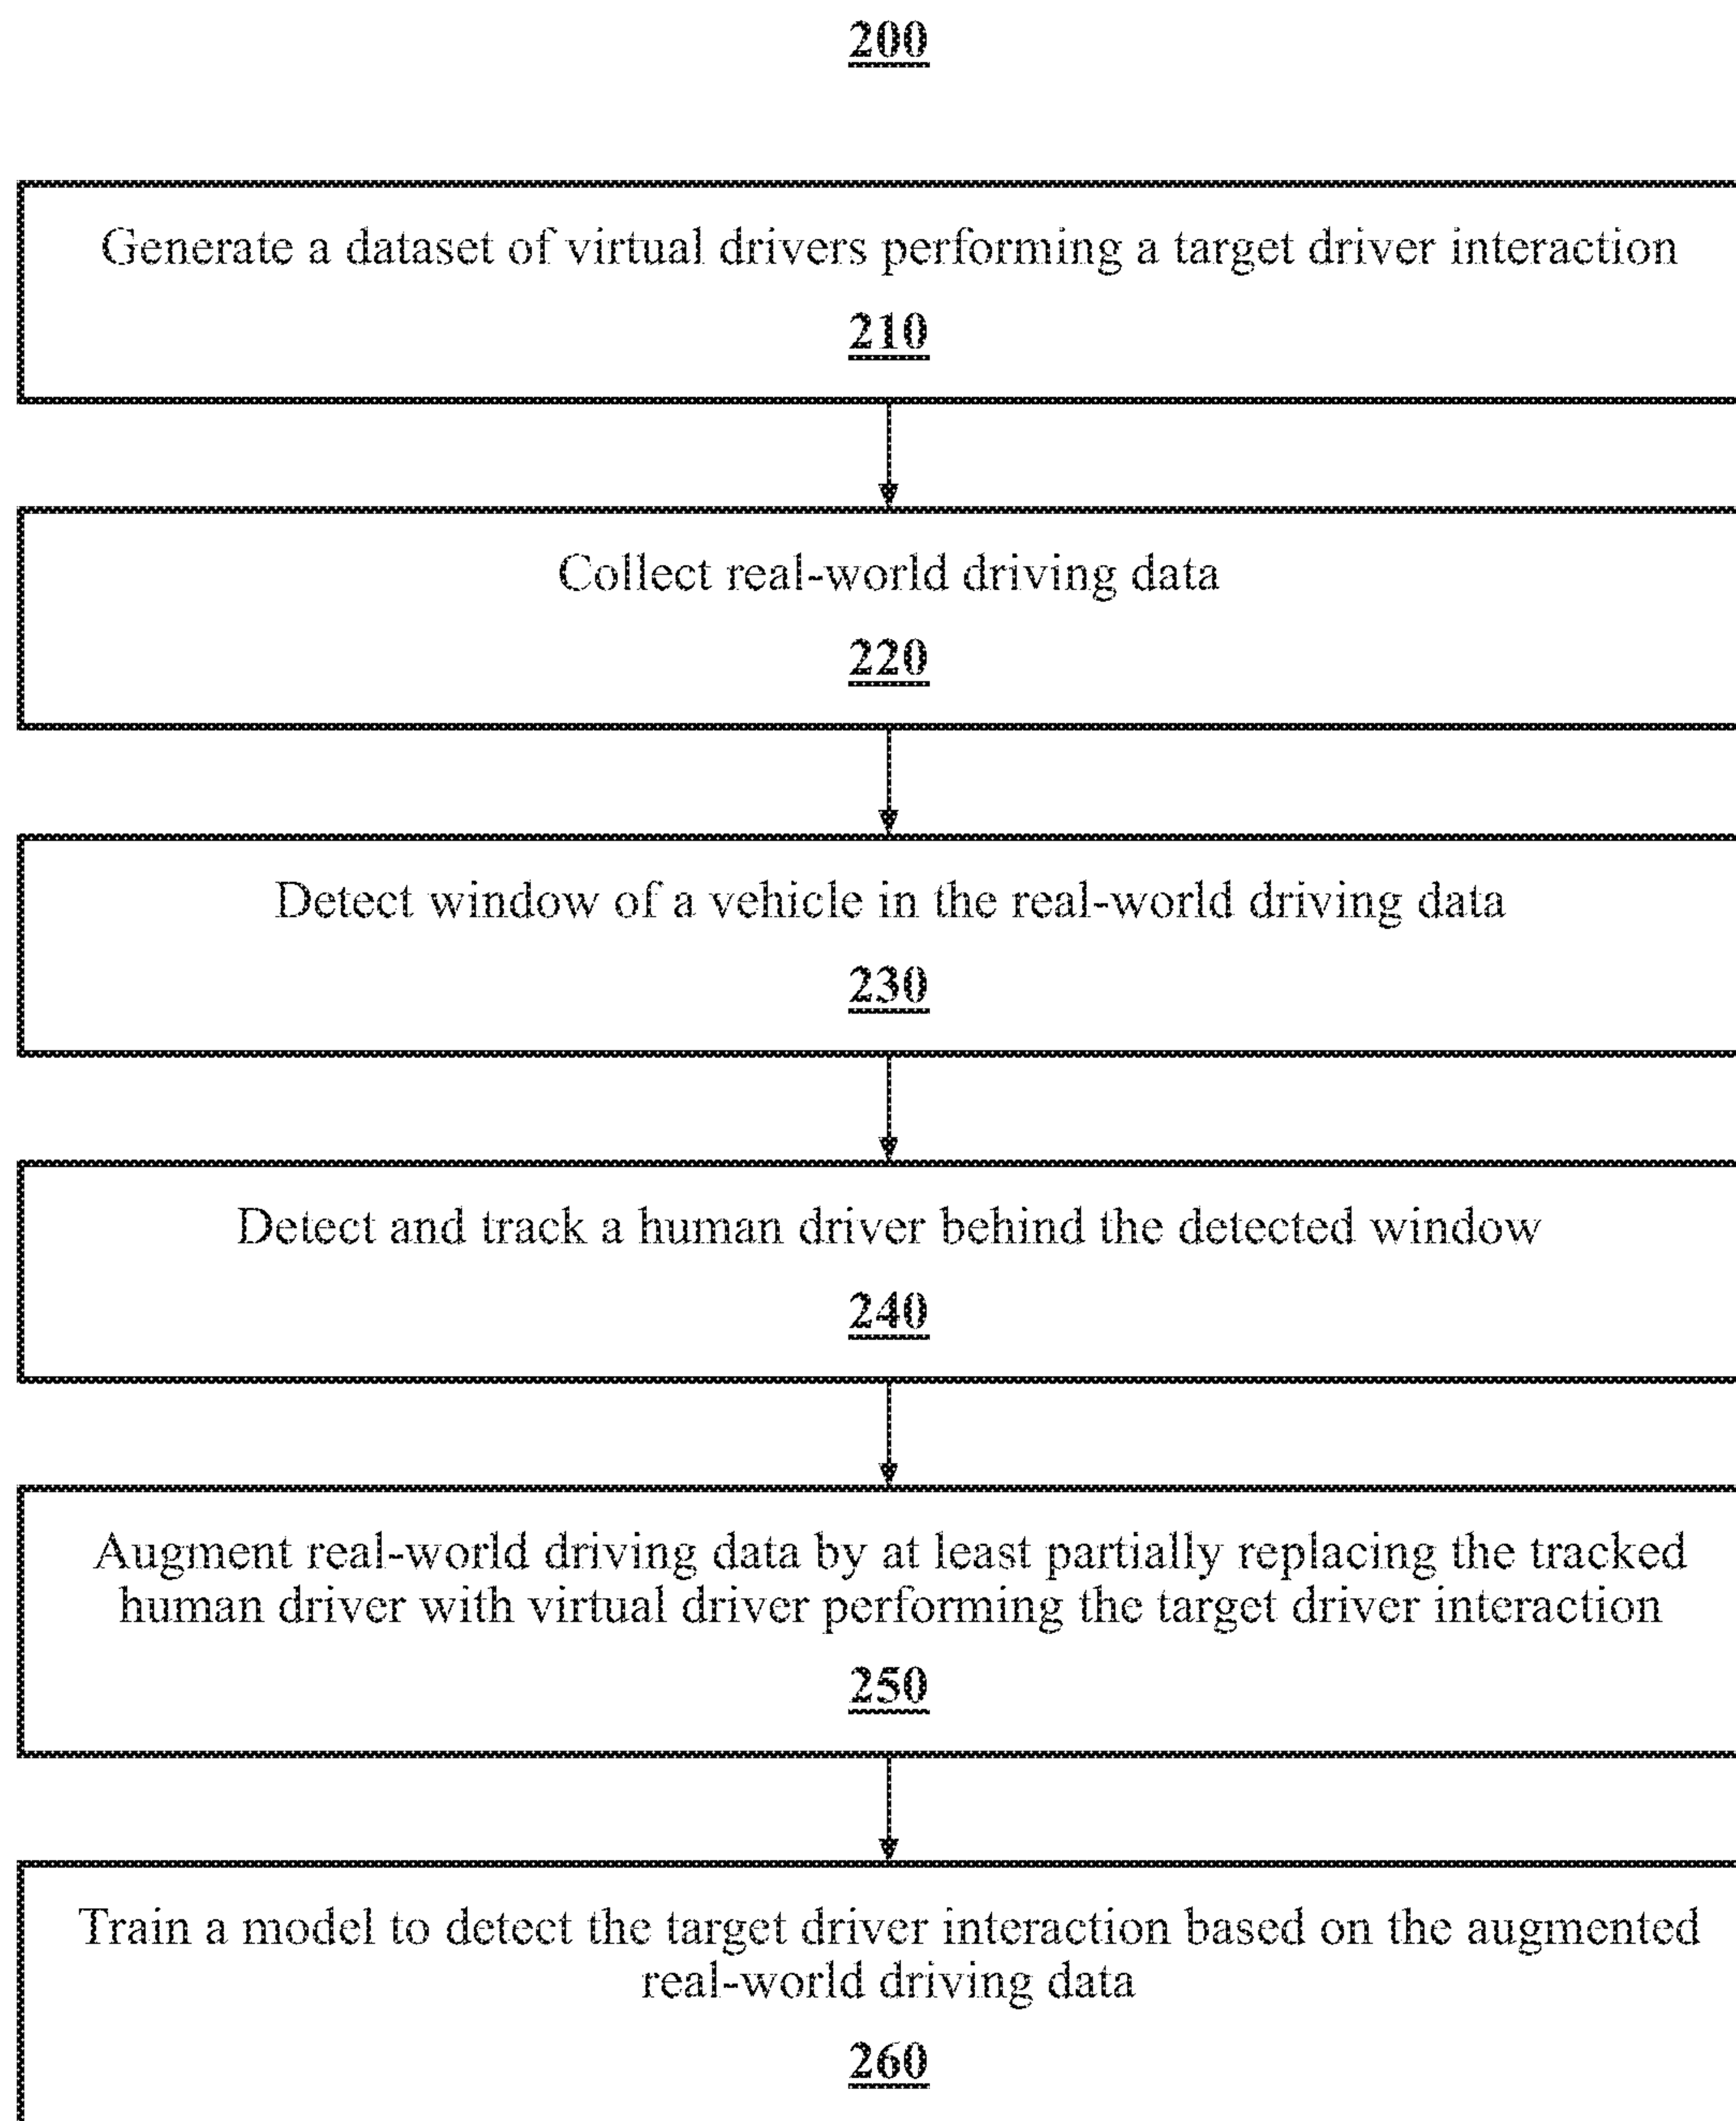 200
Generate a dataset of virtual drivers performing a target driver interaction
210
Collect real-world driving data
220
Detect window of a vehicle in the real-world driving data
230
Detect and track a human driver behind the detected window
240
Augment real-world driving data by at least partially replacing the tracked
human driver with virtual driver performing the target driver interaction
250
Train a model to detect the target driver interaction based on the augmented
real-world driving data
260